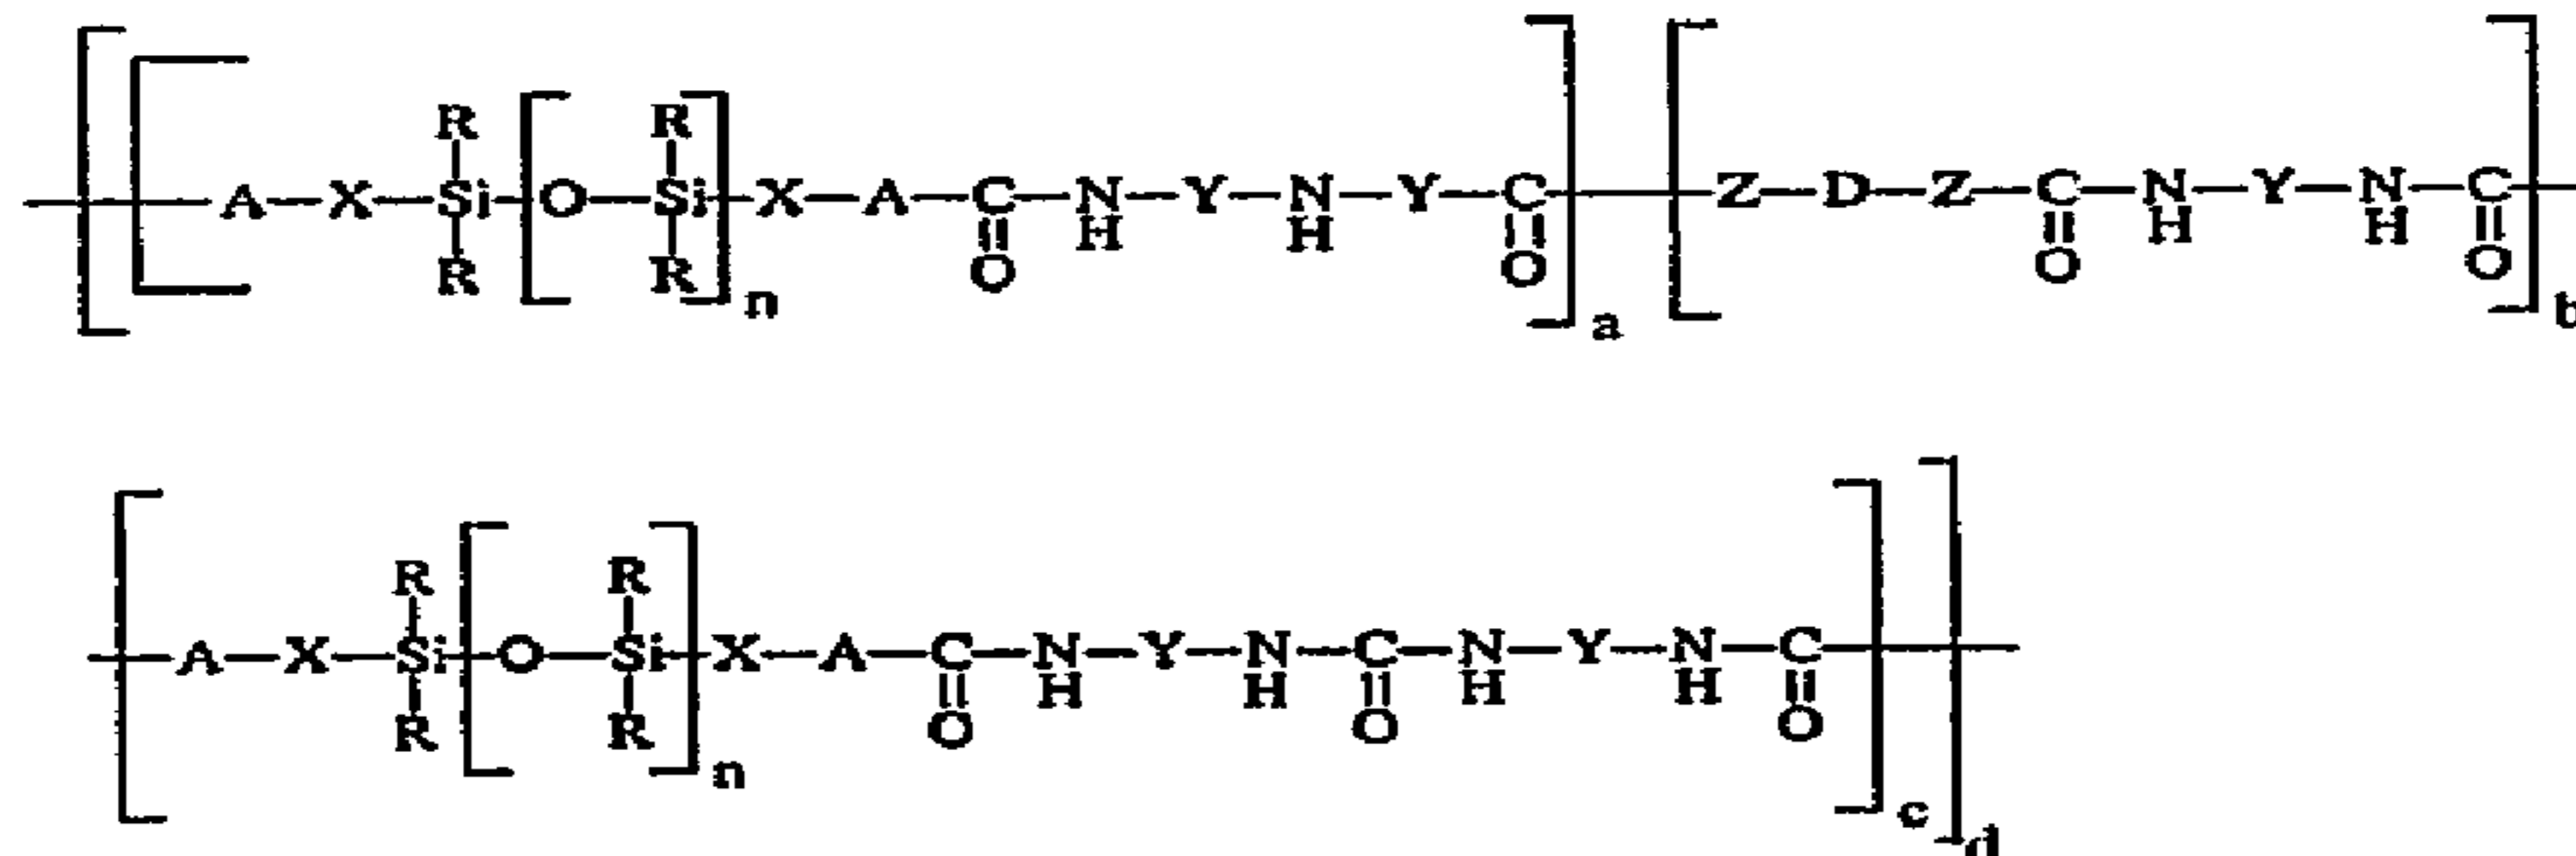 R R
A—X—Si—O—Si—X—A—C—N—Y—N—Y—C—Z—D—Z—C—N—Y—N—C
R R n O H H O a O H H O b
R R
A—X—Si—O—Si—X—A—C—N—Y—N—C—N—Y—N—C
R R n O H H O H H O c d